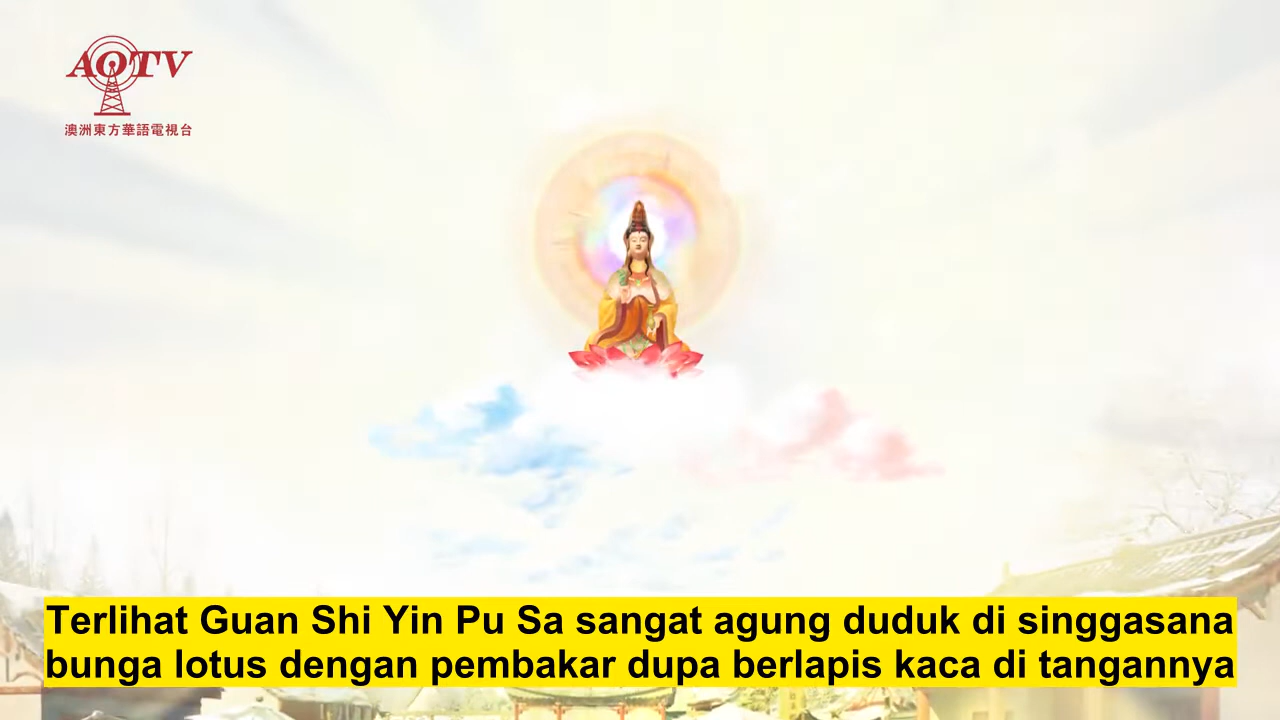 AOTV
澳洲東方華語電視台
Terlihat Guan Shi Yin Pu Sa sangat agung duduk di singgasana
bunga lotus dengan pembakar dupa berlapis kaca di tangannya